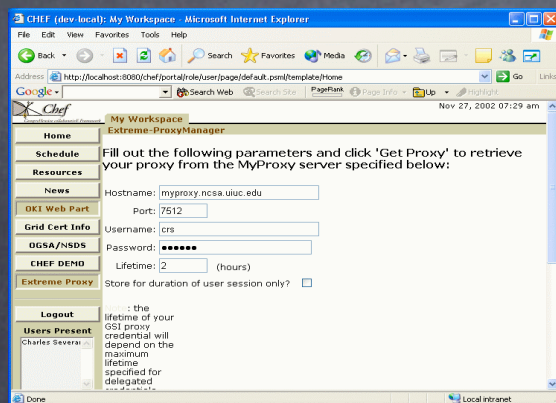 CHEF (dev-local): My Workspace - Microsoft Internet Explorer
File Edit View Favorites Tools Help
Back Search Favorites Media
Address http://localhost:8080/chef/portal/role/user/page/default.psml/template/Home Go Links
Google Search Web Search Site PageRank Page Info Up Highlight
Chef
Nov 27, 2002 07:29 am
My Workspace
Home
Schedule
Resources
News
OKI Web Part
Grid Cert Info
OGSA/NSDS
CHEF DEMO
Extreme Proxy
Logout
Users Present
Charles Severa
Extreme-ProxyManager
Fill out the following parameters and click 'Get Proxy' to retrieve
your proxy from the MyProxy server specified below:
Hostname: myproxy.ncsa.uiuc.edu
Port: 7512
Username: crs
Password: ••••••
Lifetime: 2 (hours)
Store for duration of user session only?
: the
lifetime of your
GSI proxy
credential will
depend on the
maximum
lifetime
specified for
delegated
Done
Local intranet